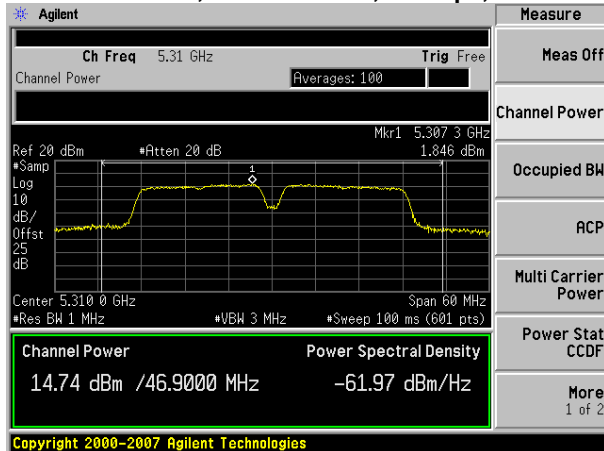 Agilent
Measure
Ch Freq 5.31 GHz Trig Free
Meas Off
Channel Power Averages: 100
Channel Power
Mkr1 5.307 3 GHz
Ref 20 dBm #Atten 20 dB 1.846 dBm
#Samp
Log
10
dB/
Offst
25
dB
1
Occupied BW
ACP
Multi Carrier
Power
Center 5.310 0 GHz Span 60 MHz
#Res BW 1 MHz #VBW 3 MHz #Sweep 100 ms (601 pts)
Power Stat
CCDF
Channel Power Power Spectral Density
14.74 dBm /46.9000 MHz -61.97 dBm/Hz
More
1 of 2
Copyright 2000-2007 Agilent Technologies